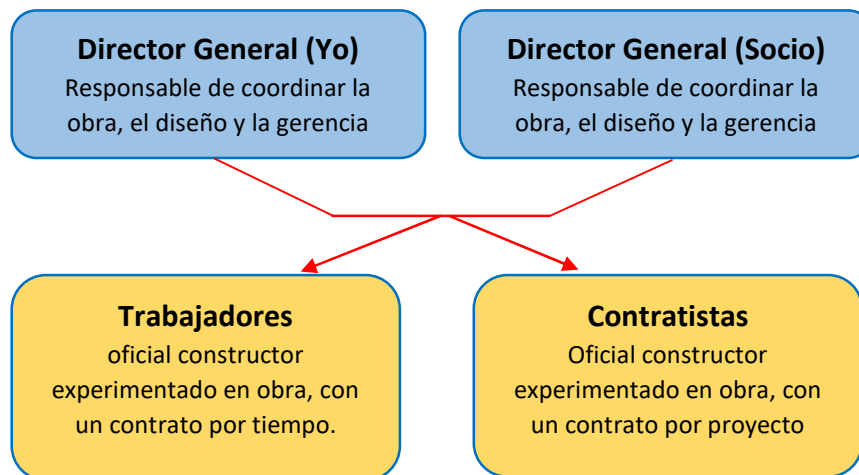 Director General (Yo)
Responsable de coordinar la
obra, el diseño y la gerencia
Director General (Socio)
Responsable de coordinar la
obra, el diseño y la gerencia
Trabajadores
oficial constructor
experimentado en obra, con
un contrato por tiempo.
Contratistas
Oficial constructor
experimentado en obra, con
un contrato por proyecto